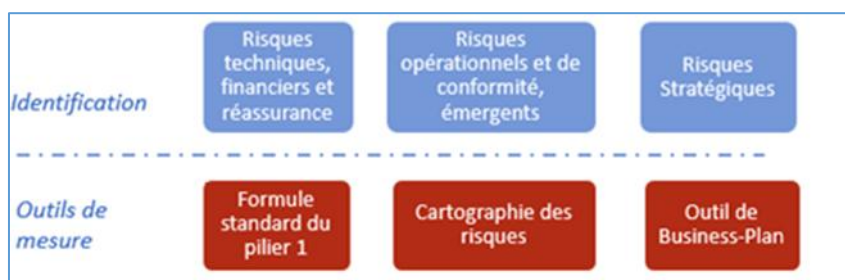 Identification
Risques
techniques,
financiers et
réassurance
Risques
opérationnels et de
conformité,
émergents
Risques
Stratégiques
Outils de
mesure
Formule
standard du
pilier 1
Cartographie des
risques
Outil de
Business-Plan